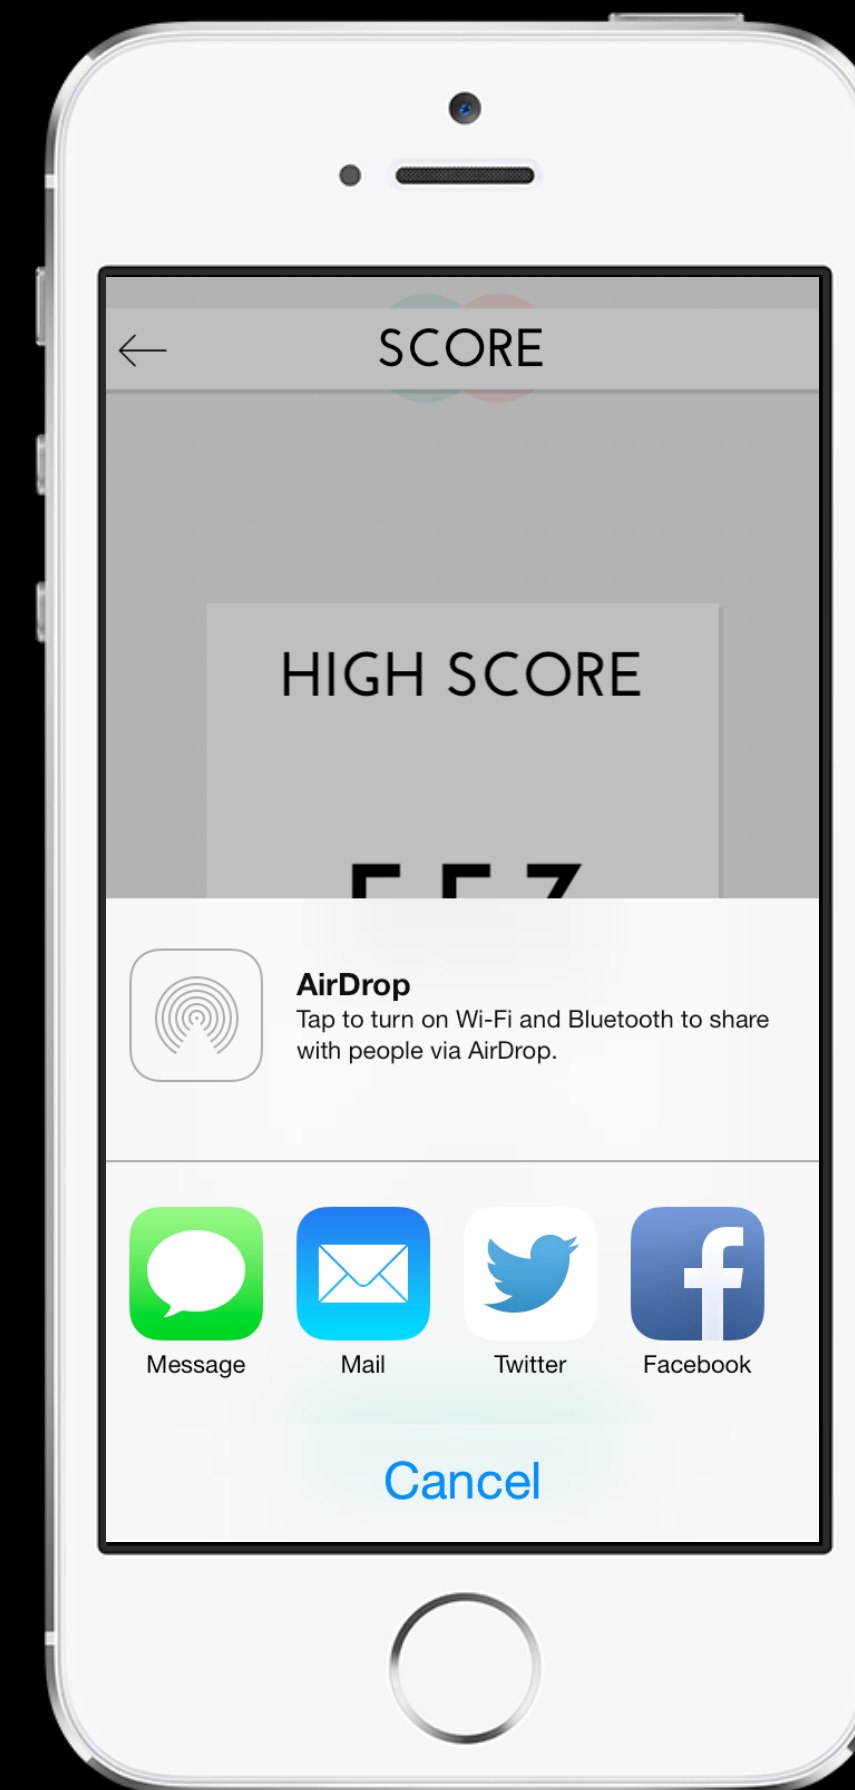 SCORE
HIGH SCORE
AirDrop
Tap to turn on Wi-Fi and Bluetooth to share
with people via AirDrop.
Message
Mail
Twitter
Facebook
Cancel